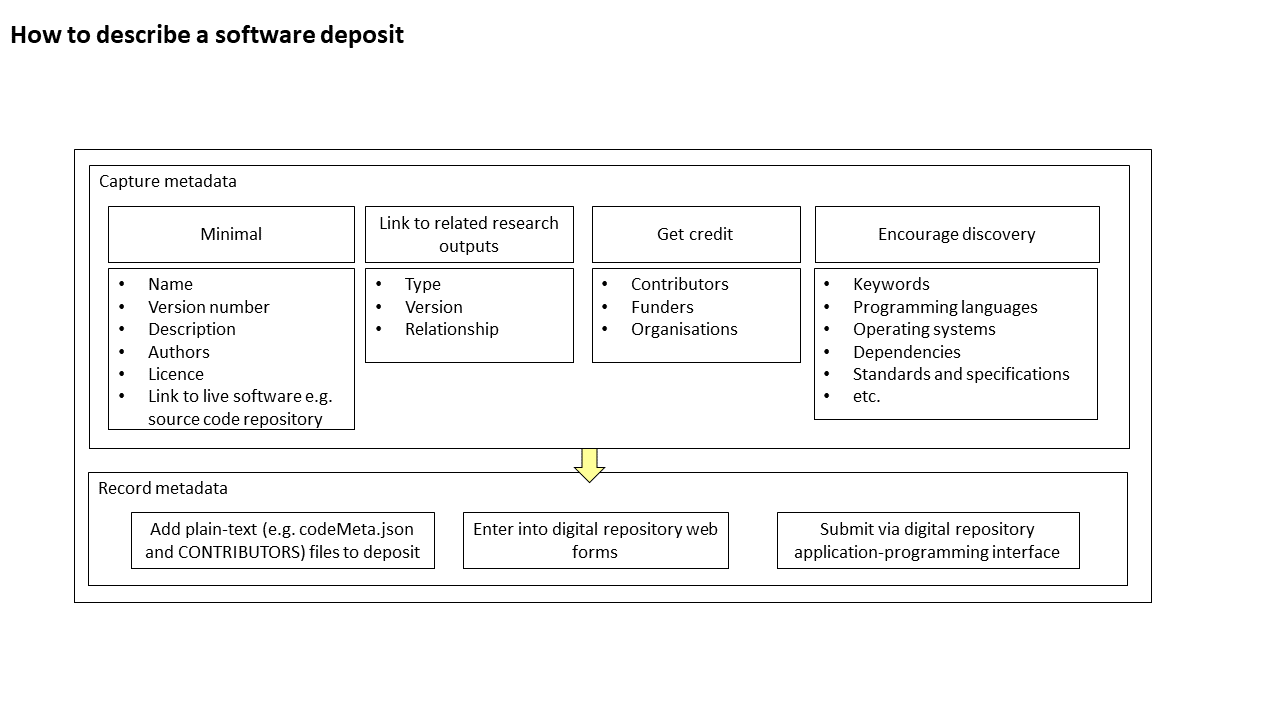 How to describe a software deposit
Capture metadata
Minimal
• Name
• Version number
• Description
• Authors
• Licence
• Link to live software e.g.
source code repository
Link to related research
outputs
• Type
• Version
• Relationship
Get credit
• Contributors
• Funders
• Organisations
Encourage discovery
• Keywords
• Programming languages
• Operating systems
• Dependencies
• Standards and specifications
• etc.
Record metadata
Add plain-text (e.g. codeMeta.json
and CONTRIBUTORS) files to deposit
Enter into digital repository web
forms
Submit via digital repository
application-programming interface